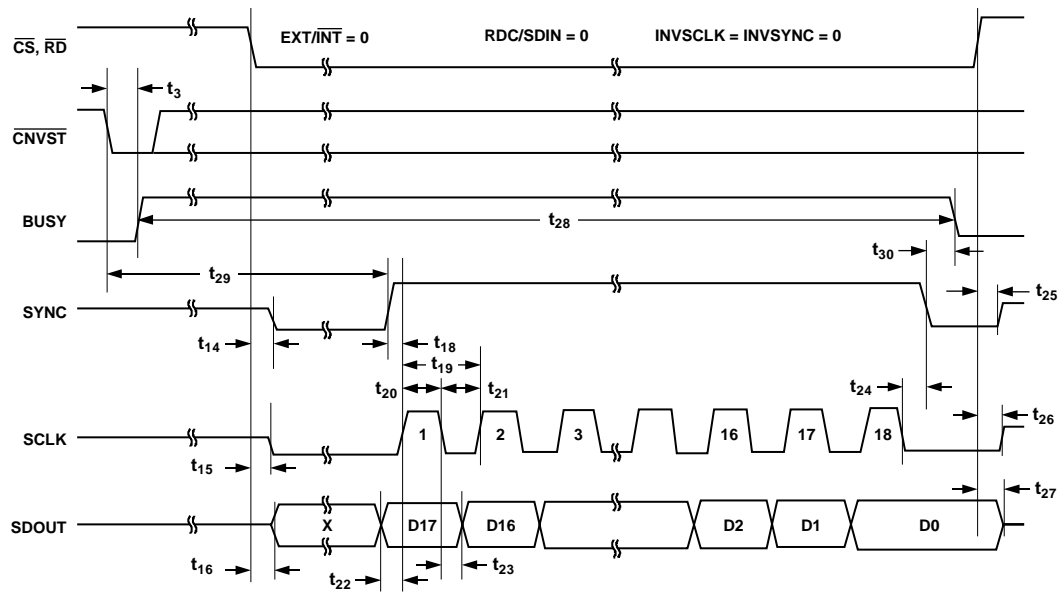 EXT/INT = 0 RDC/SDIN = 0 INVSCLK = INVSYNC = 0
CS, RD
t3
CNVST
BUSY
t28
t30
t29
t25
SYNC
t14
t18
t19
t20
t21
t24
t26
SCLK
1 2 3 16 17 18
t15
t27
SDOUT
X D17 D16 D2 D1 D0
t16
t22
t23